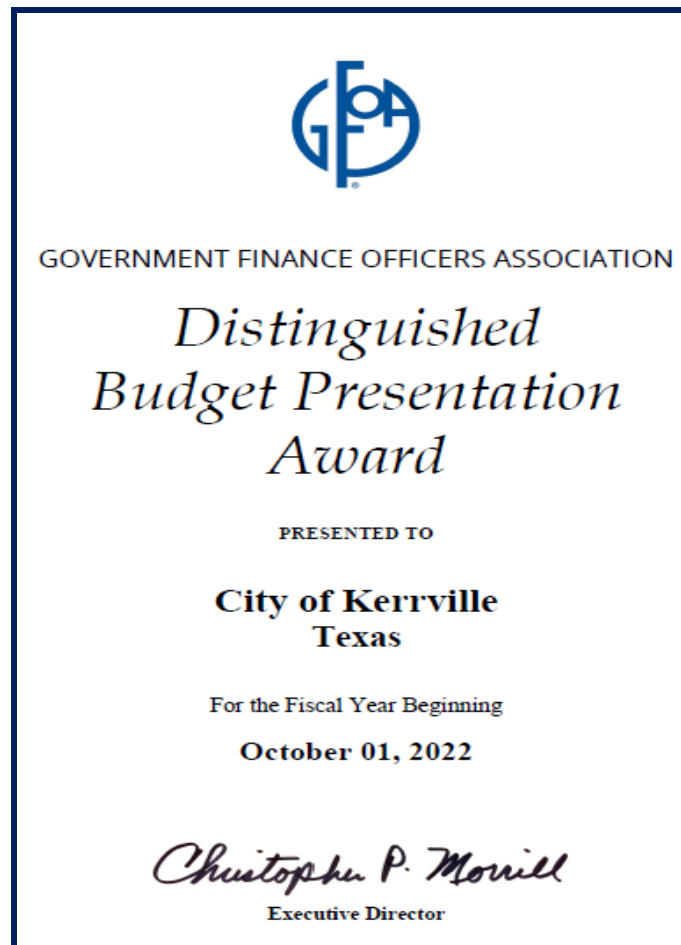 GFOA
®
GOVERNMENT FINANCE OFFICERS ASSOCIATION
Distinguished
Budget Presentation
Award
PRESENTED TO
City of Kerrville
Texas
For the Fiscal Year Beginning
October 01, 2022
Christopher P. Morrill
Executive Director